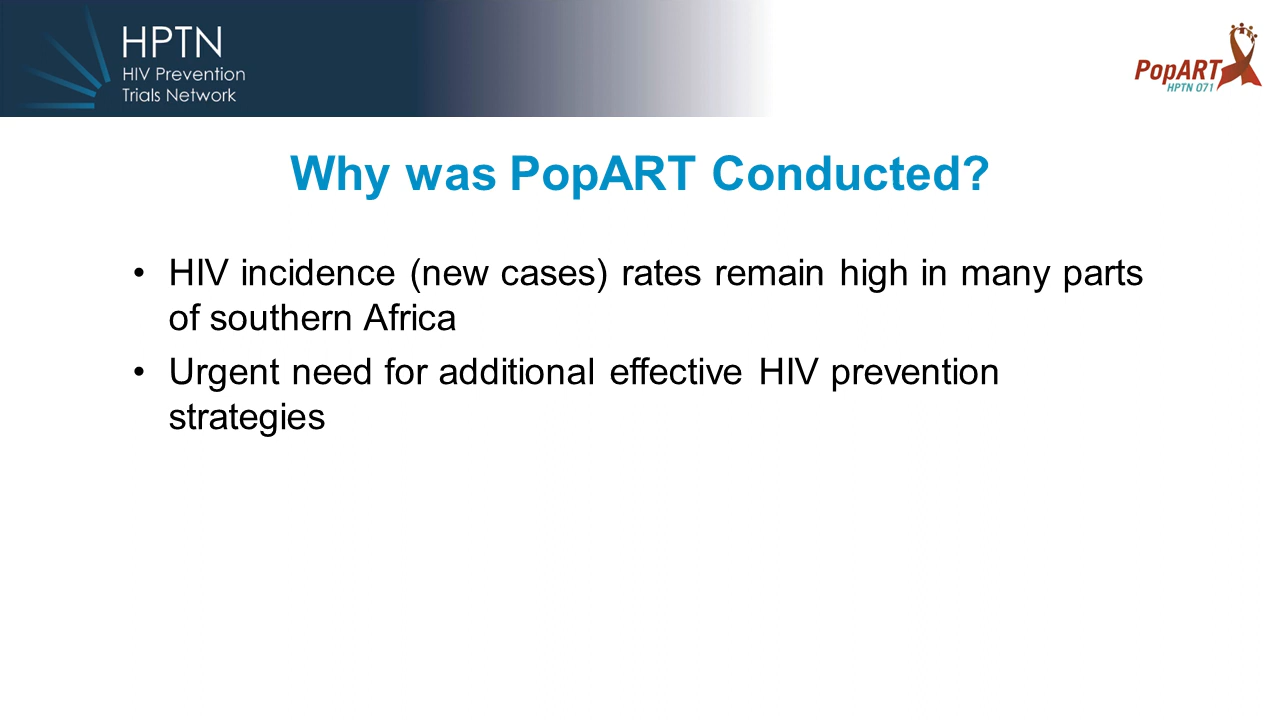 HPTN
HIV Prevention
Trials Network
PopART
HPTN 071
Why was PopART Conducted?
• HIV incidence (new cases) rates remain high in many parts
of southern Africa
• Urgent need for additional effective HIV prevention
strategies